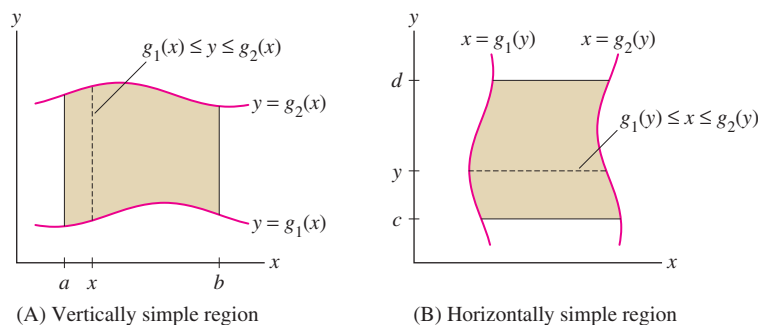 y
g₁(x) ≤ y ≤ g₂(x)
y = g₂(x)
y = g₁(x)
x
a
x
b
(A) Vertically simple region
y
x = g₁(y)
x = g₂(y)
d
g₁(y) ≤ x ≤ g₂(y)
y
c
x
(B) Horizontally simple region